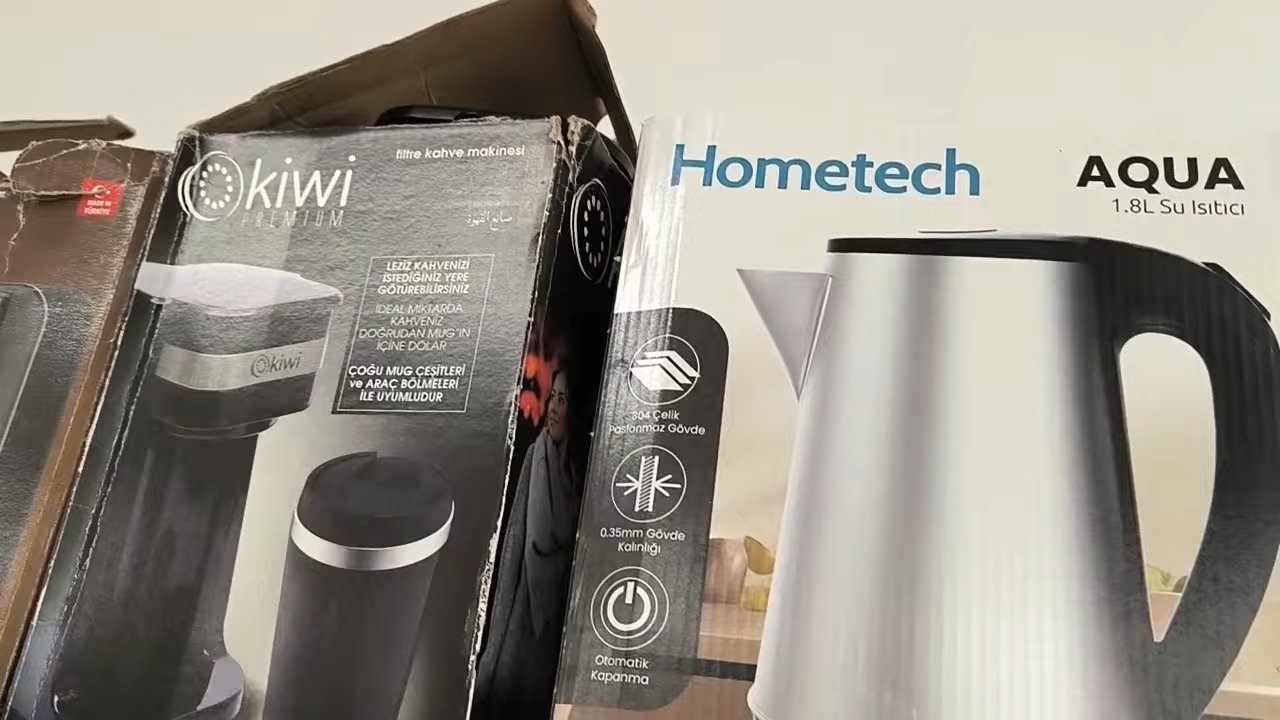 MADE IN
TÜRKİYE
kiwi
PREMIUM
filtre kahve makinesi
صانع القهوة
LEZİZ KAHVENİZİ
İSTEDİĞİNİZ YERE
GÖTÜREBİLİRSİNİZ
İDEAL MİKTARDA
KAHVENİZ
DOĞRUDAN MUG'IN
İÇİNE DOLAR
ÇOĞU MUG ÇEŞİTLERİ
ve ARAÇ BÖLMELERİ
İLE UYUMLUDUR
kiwi
Hometech
AQUA
1.8L Su Isıtıcı
304 Çelik
Paslanmaz Gövde
0.35mm Gövde
Kalınlığı
Otomatik
Kapanma